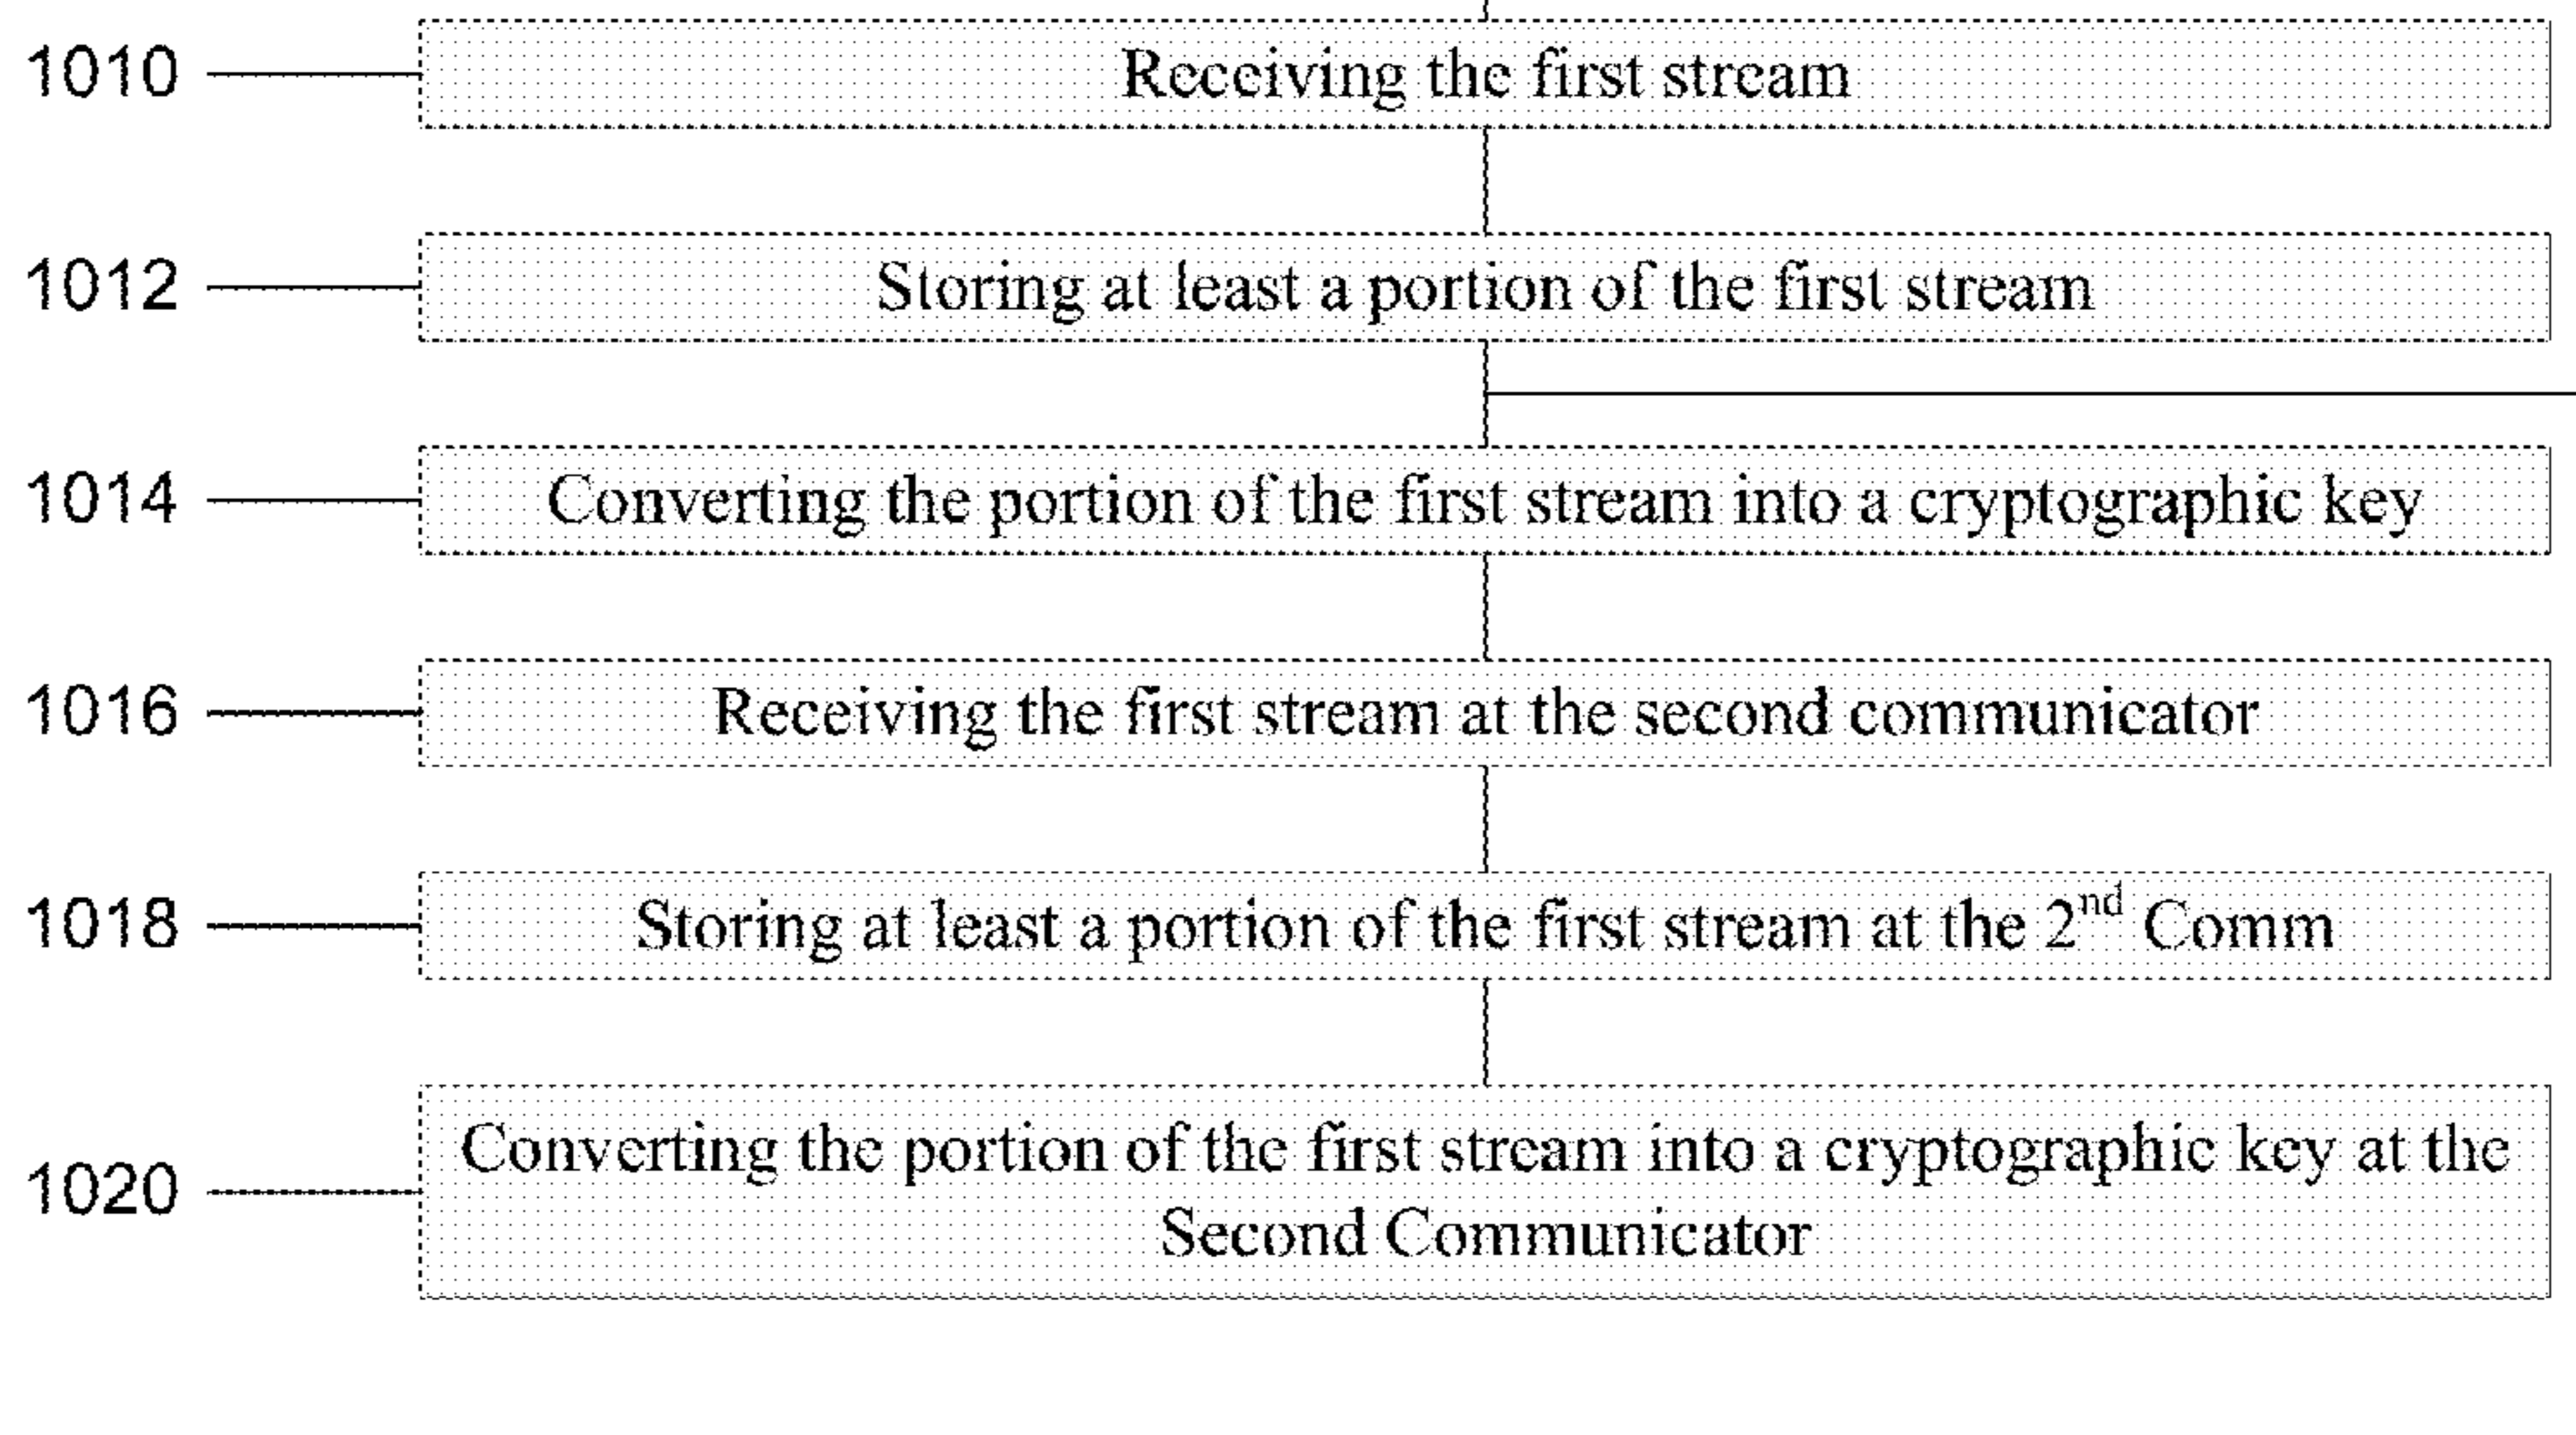 1010 Receiving the first stream
1012 Storing at least a portion of the first stream
1014 Converting the portion of the first stream into a cryptographic key
1016 Receiving the first stream at the second communicator
1018 Storing at least a portion of the first stream at the 2nd Comm
1020 Converting the portion of the first stream into a cryptographic key at the
Second Communicator